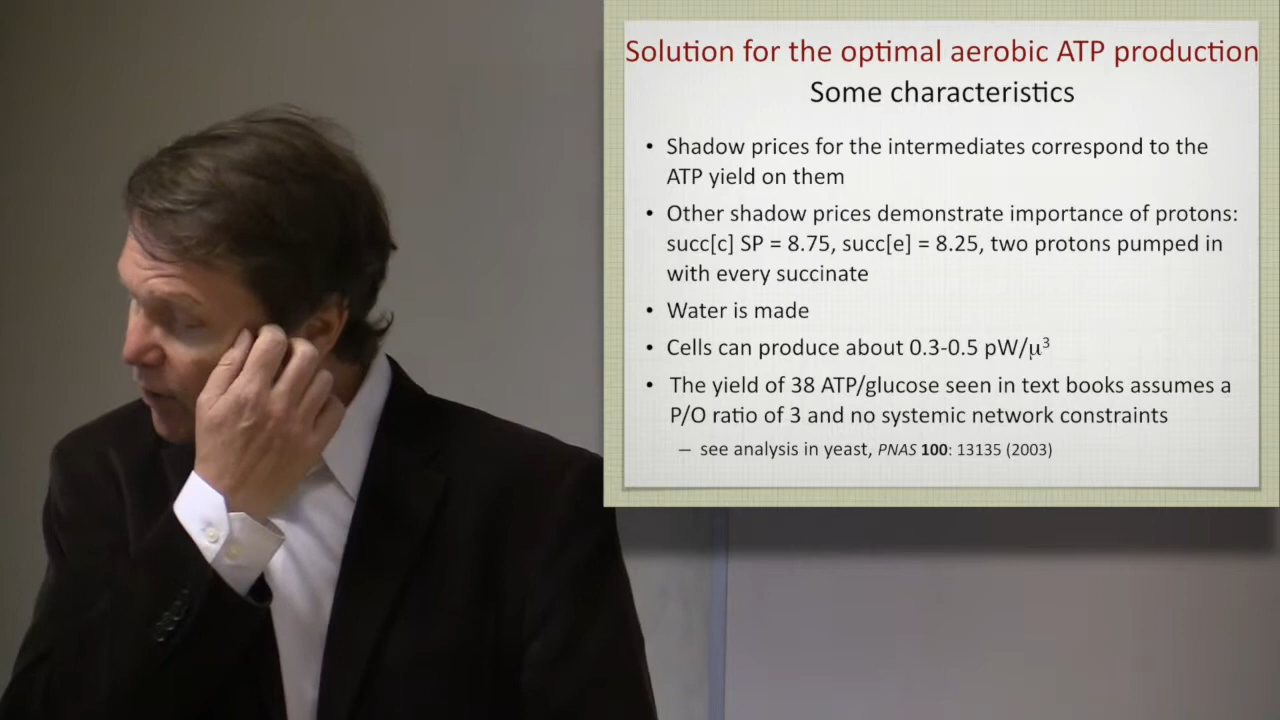 Solution for the optimal aerobic ATP production
Some characteristics
• Shadow prices for the intermediates correspond to the
ATP yield on them
• Other shadow prices demonstrate importance of protons:
succ[c] SP = 8.75, succ[e] = 8.25, two protons pumped in
with every succinate
• Water is made
• Cells can produce about 0.3-0.5 pW/μ³
• The yield of 38 ATP/glucose seen in text books assumes a
P/O ratio of 3 and no systemic network constraints
– see analysis in yeast, PNAS 100: 13135 (2003)